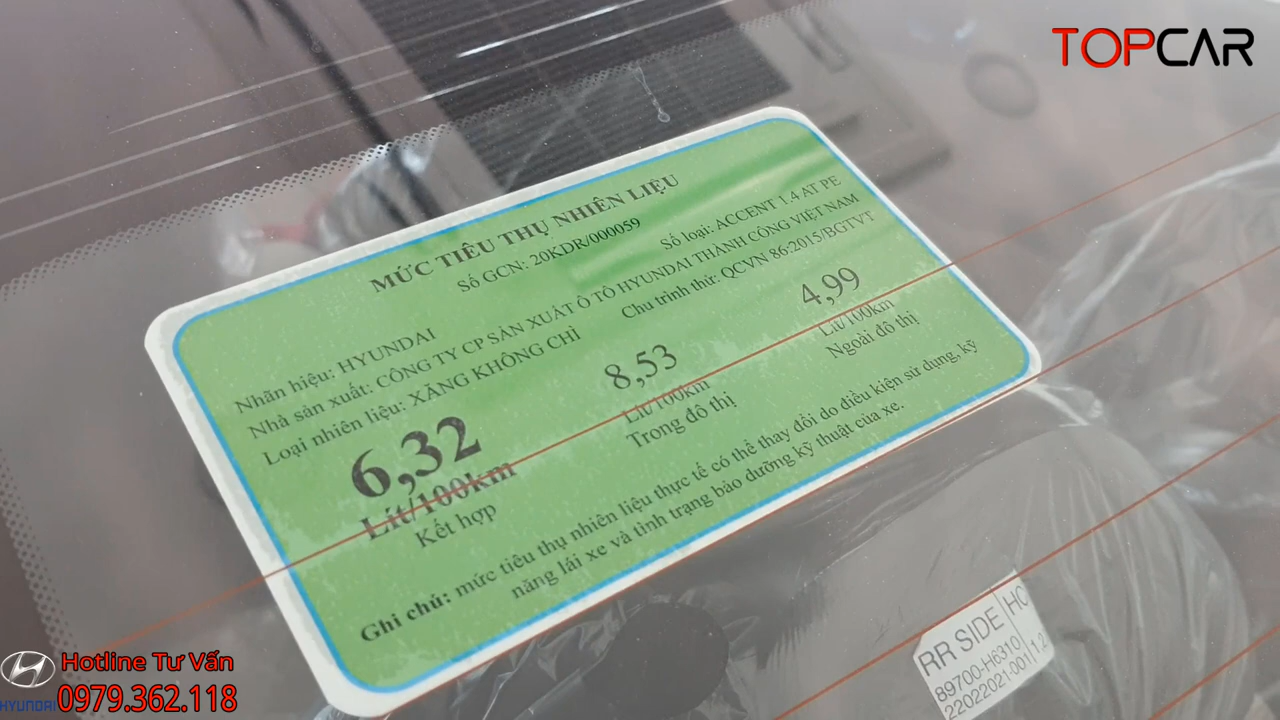 TOPCAR
MỨC TIÊU THỤ NHIÊN LIỆU
Số GCN: 20KDR/000059
Nhãn hiệu: HYUNDAI
Số loại: ACCENT 1.4 AT PE
Nhà sản xuất: CÔNG TY CP SẢN XUẤT Ô TÔ HYUNDAI THÀNH CÔNG VIỆT NAM
Loại nhiên liệu: XĂNG KHÔNG CHÌ
Chu trình thử: QCVN 86:2015/BGTVT
6,32
Lít/100km
Kết hợp
8,53
Lít/100km
Trong đô thị
4,99
Lít/100km
Ngoài đô thị
Ghi chú: mức tiêu thụ nhiên liệu thực tế có thể thay đổi do điều kiện sử dụng, kỹ
năng lái xe và tình trạng bảo dưỡng kỹ thuật của xe.
RR SIDE HC
89700-H6310
22022021-001 1.2
HYUNDAI
Hotline Tư Vấn
0979.362.118